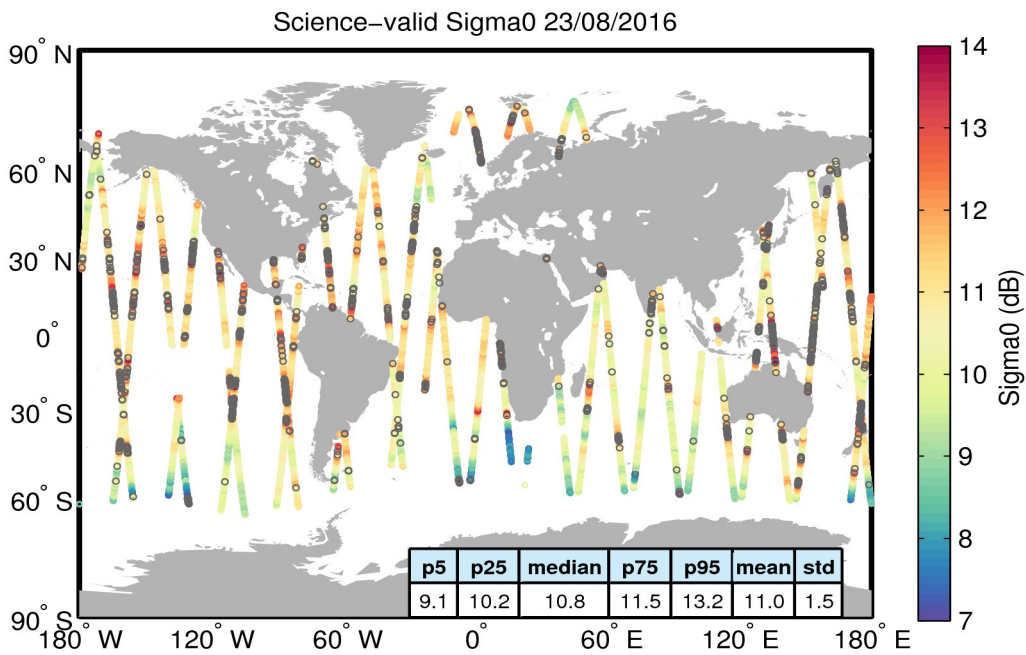 Science−valid Sigma0 23/08/2016
90° N
60° N
30° N
0°
30° S
60° S
90° S
180° W
120° W
60° W
0°
60° E
120° E
180° E
p5 p25 median p75 p95 mean std
9.1 10.2 10.8 11.5 13.2 11.0 1.5
14
13
12
11
10
9
8
7
Sigma0 (dB)